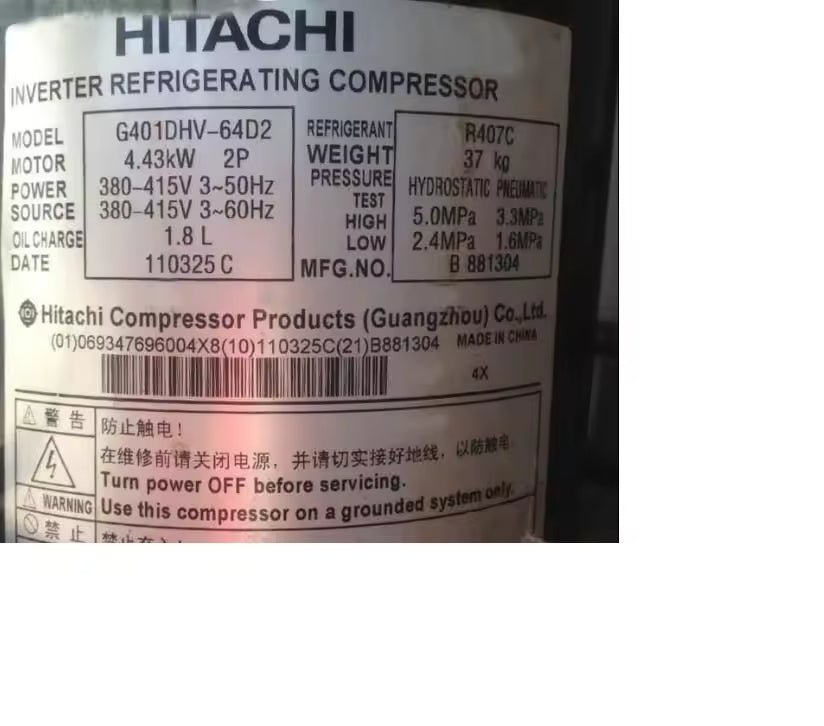 HITACHI
INVERTER REFRIGERATING COMPRESSOR
MODEL G401DHV-64D2 REFRIGERANT R407C
MOTOR 4.43kW 2P WEIGHT 37 kg
POWER 380-415V 3~50Hz PRESSURE HYDROSTATIC PNEUMATIC
SOURCE 380-415V 3~60Hz TEST
HIGH 5.0MPa 3.3MPa
OIL CHARGE 1.8 L LOW 2.4MPa 1.6MPa
DATE 110325 C MFG.NO. B 881304
Hitachi Compressor Products (Guangzhou) Co.,Ltd.
(01)069347696004X8(10)110325C(21)B881304 MADE IN CHINA
4X
警告 防止触电!
在维修前请关闭电源，并请切实接好地线，以防触电
Turn power OFF before servicing.
WARNING Use this compressor on a grounded system only.
禁止